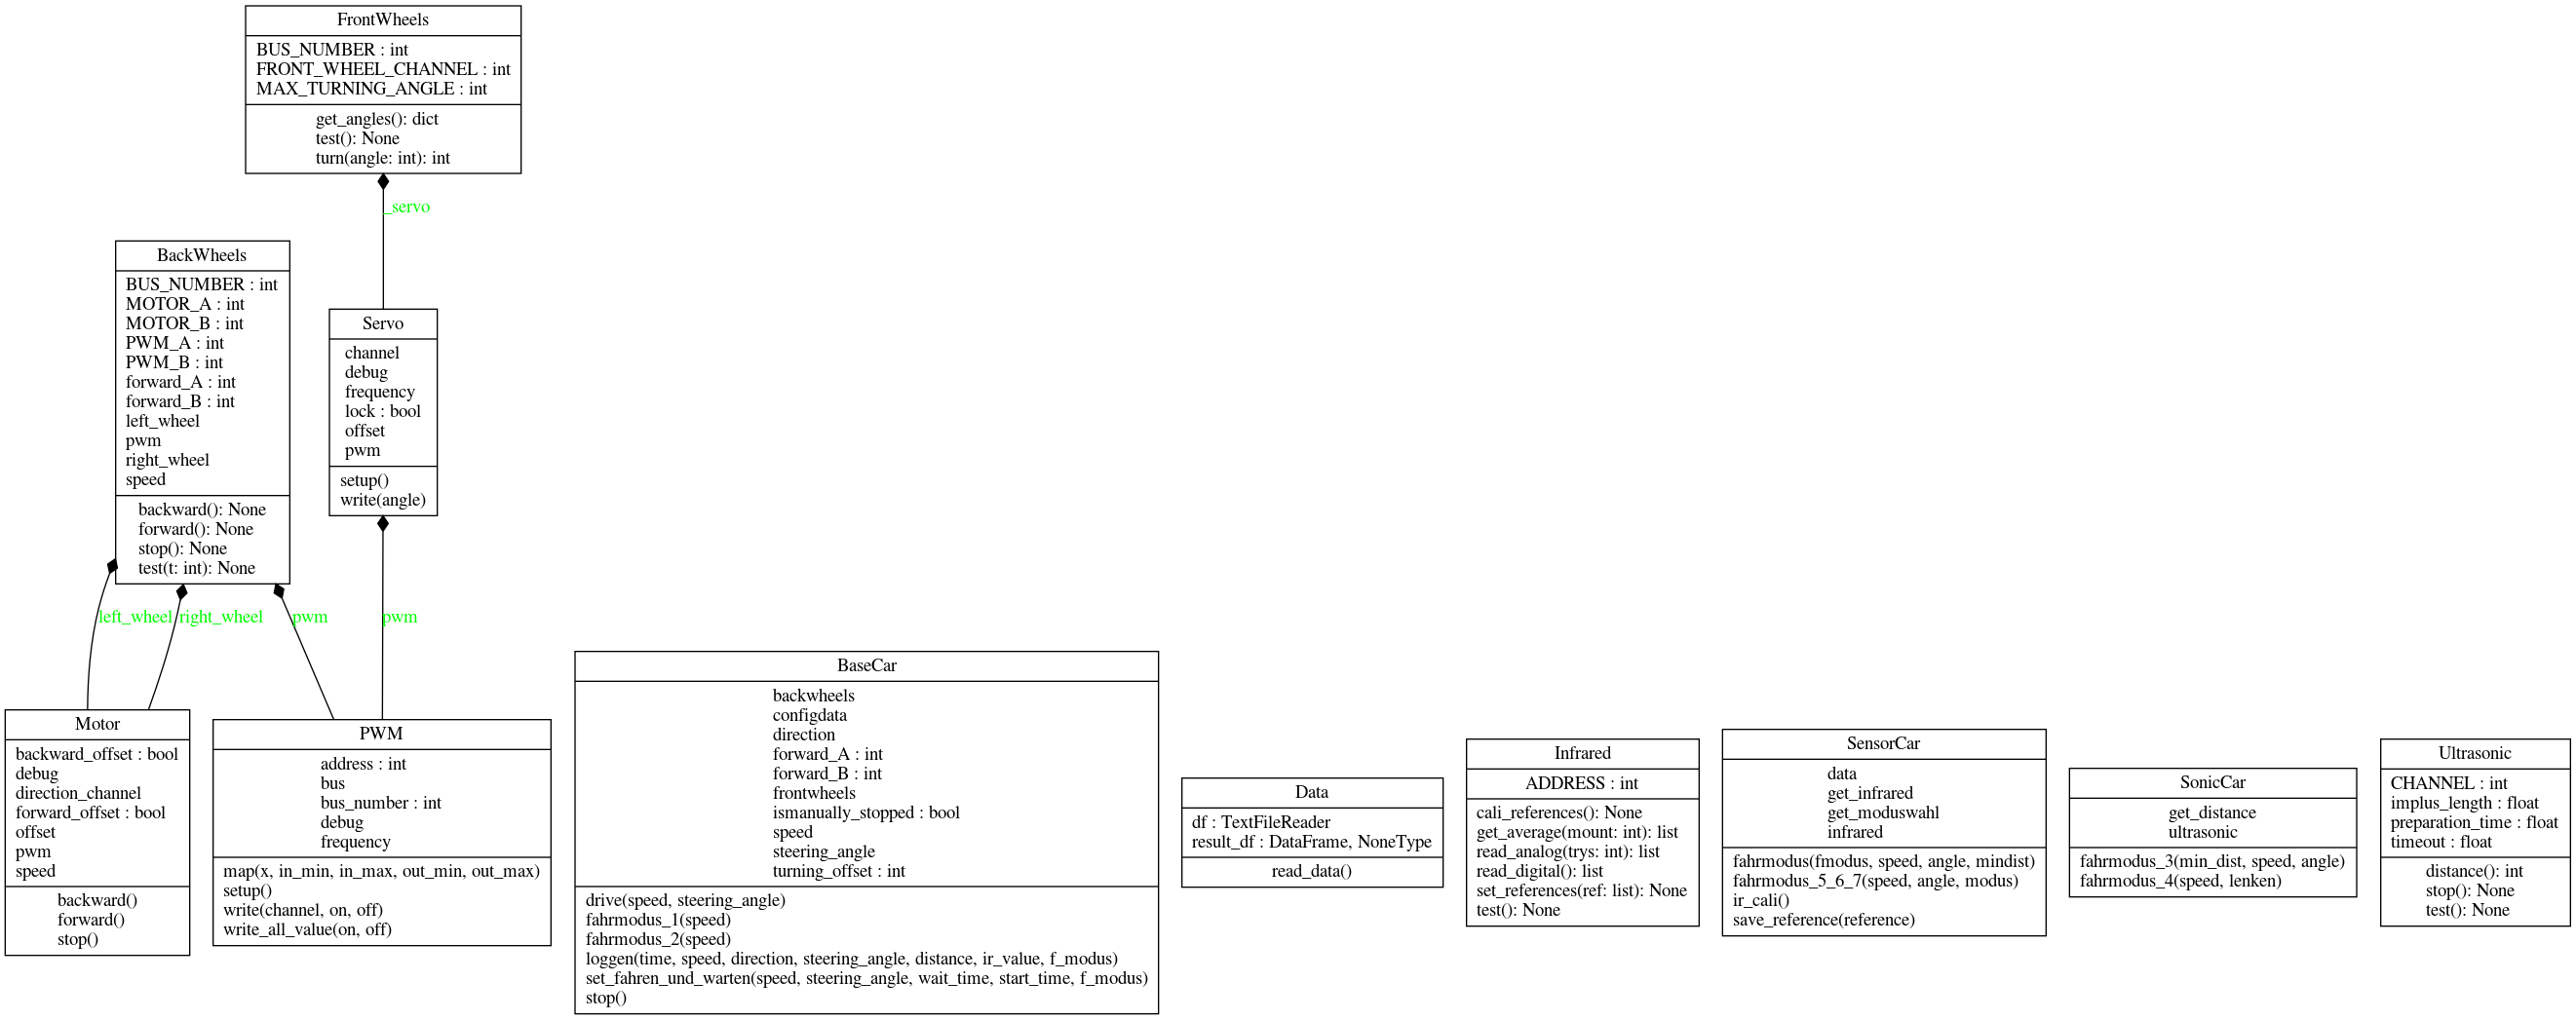 FrontWheels
BUS_NUMBER : int
FRONT_WHEEL_CHANNEL : int
MAX_TURNING_ANGLE : int
get_angles(): dict
test(): None
turn(angle: int): int
_servo
BackWheels
BUS_NUMBER : int
MOTOR_A : int
MOTOR_B : int
PWM_A : int
PWM_B : int
forward_A : int
forward_B : int
left_wheel
pwm
right_wheel
speed
backward(): None
forward(): None
stop(): None
test(t: int): None
Servo
channel
debug
frequency
lock : bool
offset
pwm
setup()
write(angle)
left_wheel
right_wheel
pwm
pwm
Motor
backward_offset : bool
debug
direction_channel
forward_offset : bool
offset
pwm
speed
backward()
forward()
stop()
PWM
address : int
bus
bus_number : int
debug
frequency
map(x, in_min, in_max, out_min, out_max)
setup()
write(channel, on, off)
write_all_value(on, off)
BaseCar
backwheels
configdata
direction
forward_A : int
forward_B : int
frontwheels
ismanually_stopped : bool
speed
steering_angle
turning_offset : int
drive(speed, steering_angle)
fahrmodus_1(speed)
fahrmodus_2(speed)
loggen(time, speed, direction, steering_angle, distance, ir_value, f_modus)
set_fahren_und_warten(speed, steering_angle, wait_time, start_time, f_modus)
stop()
Data
df : TextFileReader
result_df : DataFrame, NoneType
read_data()
Infrared
ADDRESS : int
cali_references(): None
get_average(mount: int): list
read_analog(trys: int): list
read_digital(): list
set_references(ref: list): None
test(): None
SensorCar
data
get_infrared
get_moduswahl
infrared
fahrmodus(fmodus, speed, angle, mindist)
fahrmodus_5_6_7(speed, angle, modus)
ir_cali()
save_reference(reference)
SonicCar
get_distance
ultrasonic
fahrmodus_3(min_dist, speed, angle)
fahrmodus_4(speed, lenken)
Ultrasonic
CHANNEL : int
implus_length : float
preparation_time : float
timeout : float
distance(): int
stop(): None
test(): None